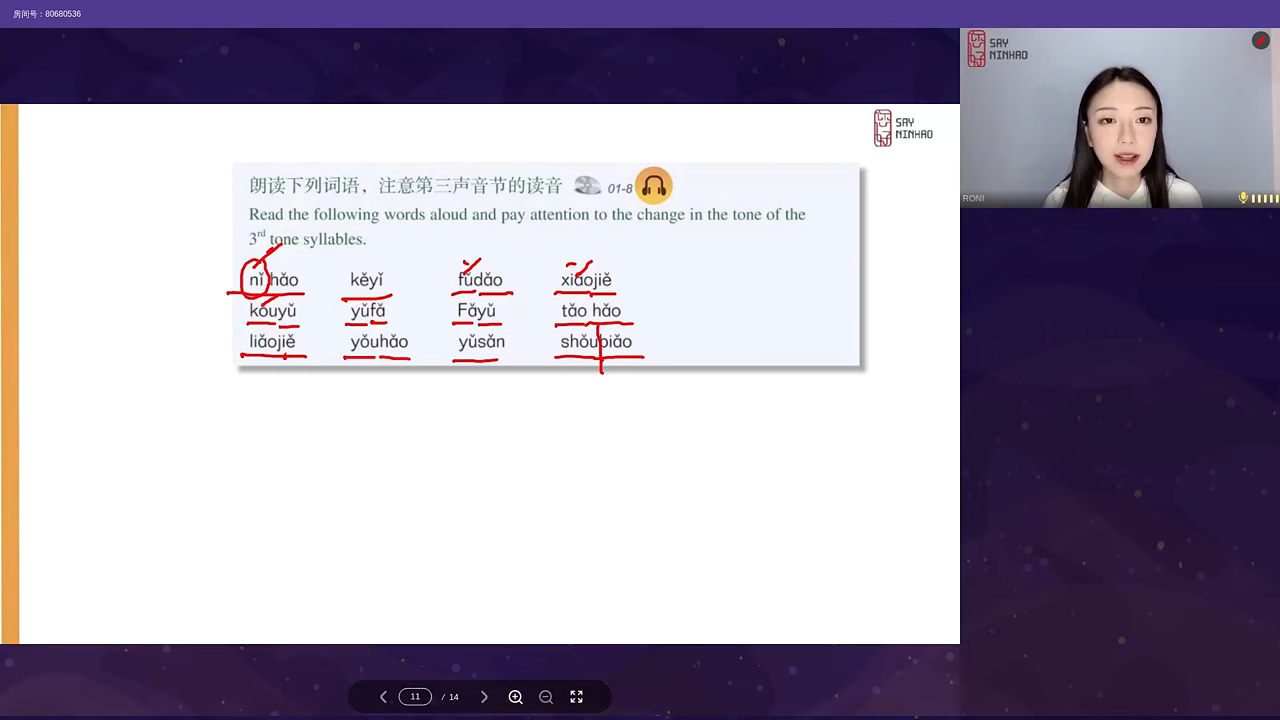 房间号：80680536
SAY
NINHAO
RONI
SAY
NINHAO
朗读下列词语，注意第三声音节的读音 01-8
Read the following words aloud and pay attention to the change in the tone of the
3rd tone syllables.
nǐ hǎo kěyǐ fǔdǎo xiǎojiě
kǒuyǔ yǔfǎ Fǎyǔ tǎo hǎo
liǎojiě yǒuhǎo yǔsǎn shǒubiǎo
11 / 14